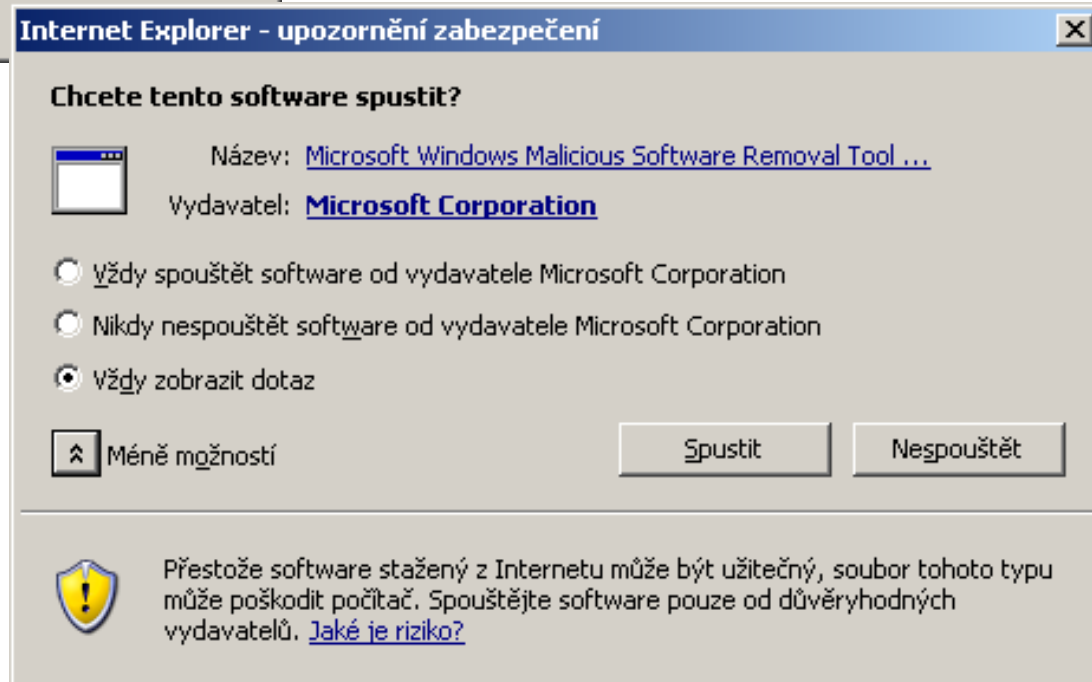 Internet Explorer - upozornění zabezpečení
Chcete tento software spustit?
Název: Microsoft Windows Malicious Software Removal Tool ...
Vydavatel: Microsoft Corporation
Vždy spouštět software od vydavatele Microsoft Corporation
Nikdy nespouštět software od vydavatele Microsoft Corporation
Vždy zobrazit dotaz
Méně možností
Spustit
Nespouštět
Přestože software stažený z Internetu může být užitečný, soubor tohoto typu
může poškodit počítač. Spouštějte software pouze od důvěryhodných
vydavatelů. Jaké je riziko?